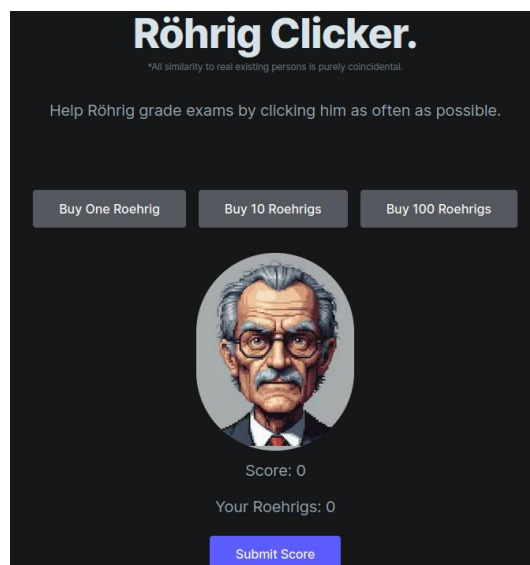 Röhrig Clicker.
*All similarity to real existing persons is purely coincidental.
Help Röhrig grade exams by clicking him as often as possible.
Buy One Roehrig Buy 10 Roehrigs Buy 100 Roehrigs
Score: 0
Your Roehrigs: 0
Submit Score